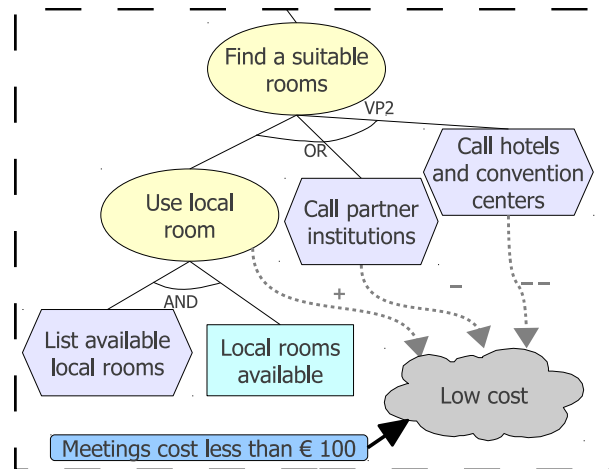 Find a suitable
rooms
VP2
OR
Call hotels
and convention
centers
Use local
room
Call partner
institutions
+
-
--
AND
List available
local rooms
Local rooms
available
Low cost
Meetings cost less than € 100